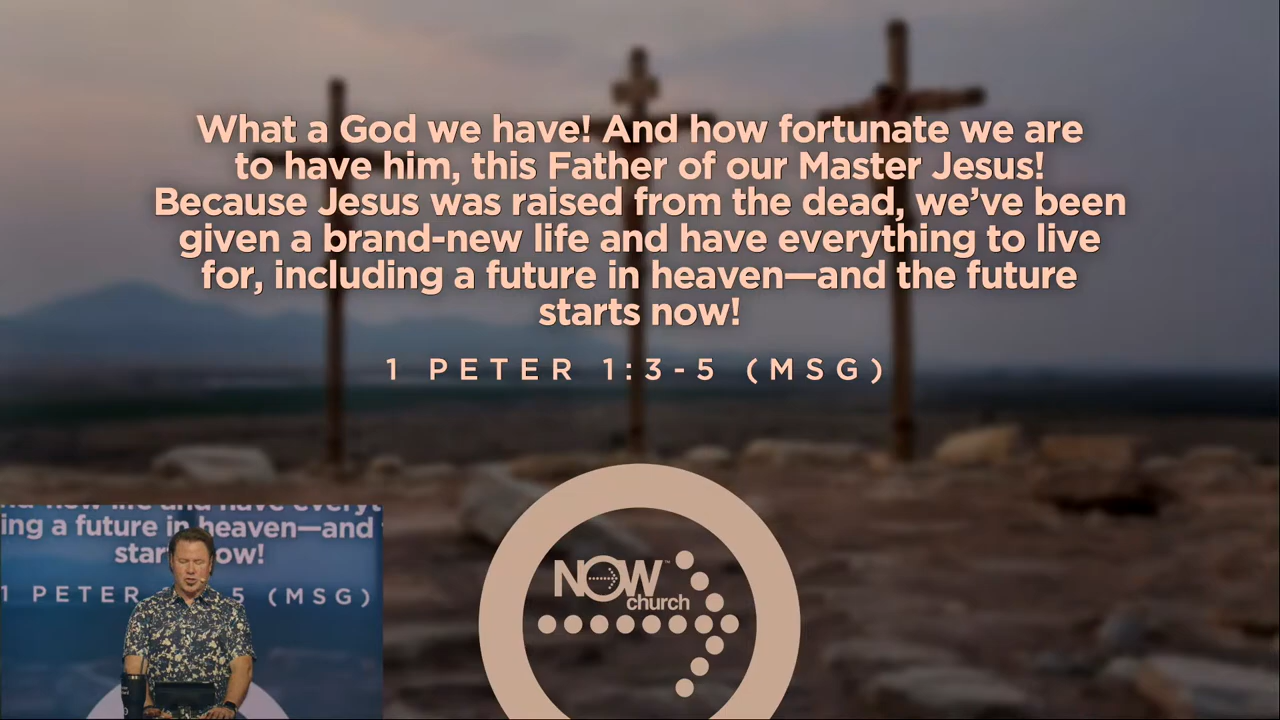 What a God we have! And how fortunate we are
to have him, this Father of our Master Jesus!
Because Jesus was raised from the dead, we’ve been
given a brand-new life and have everything to live
for, including a future in heaven—and the future
starts now!
1 PETER 1:3-5 (MSG)
NOW
church
ing a future in heaven—and
1 PETER 5 (MSG)